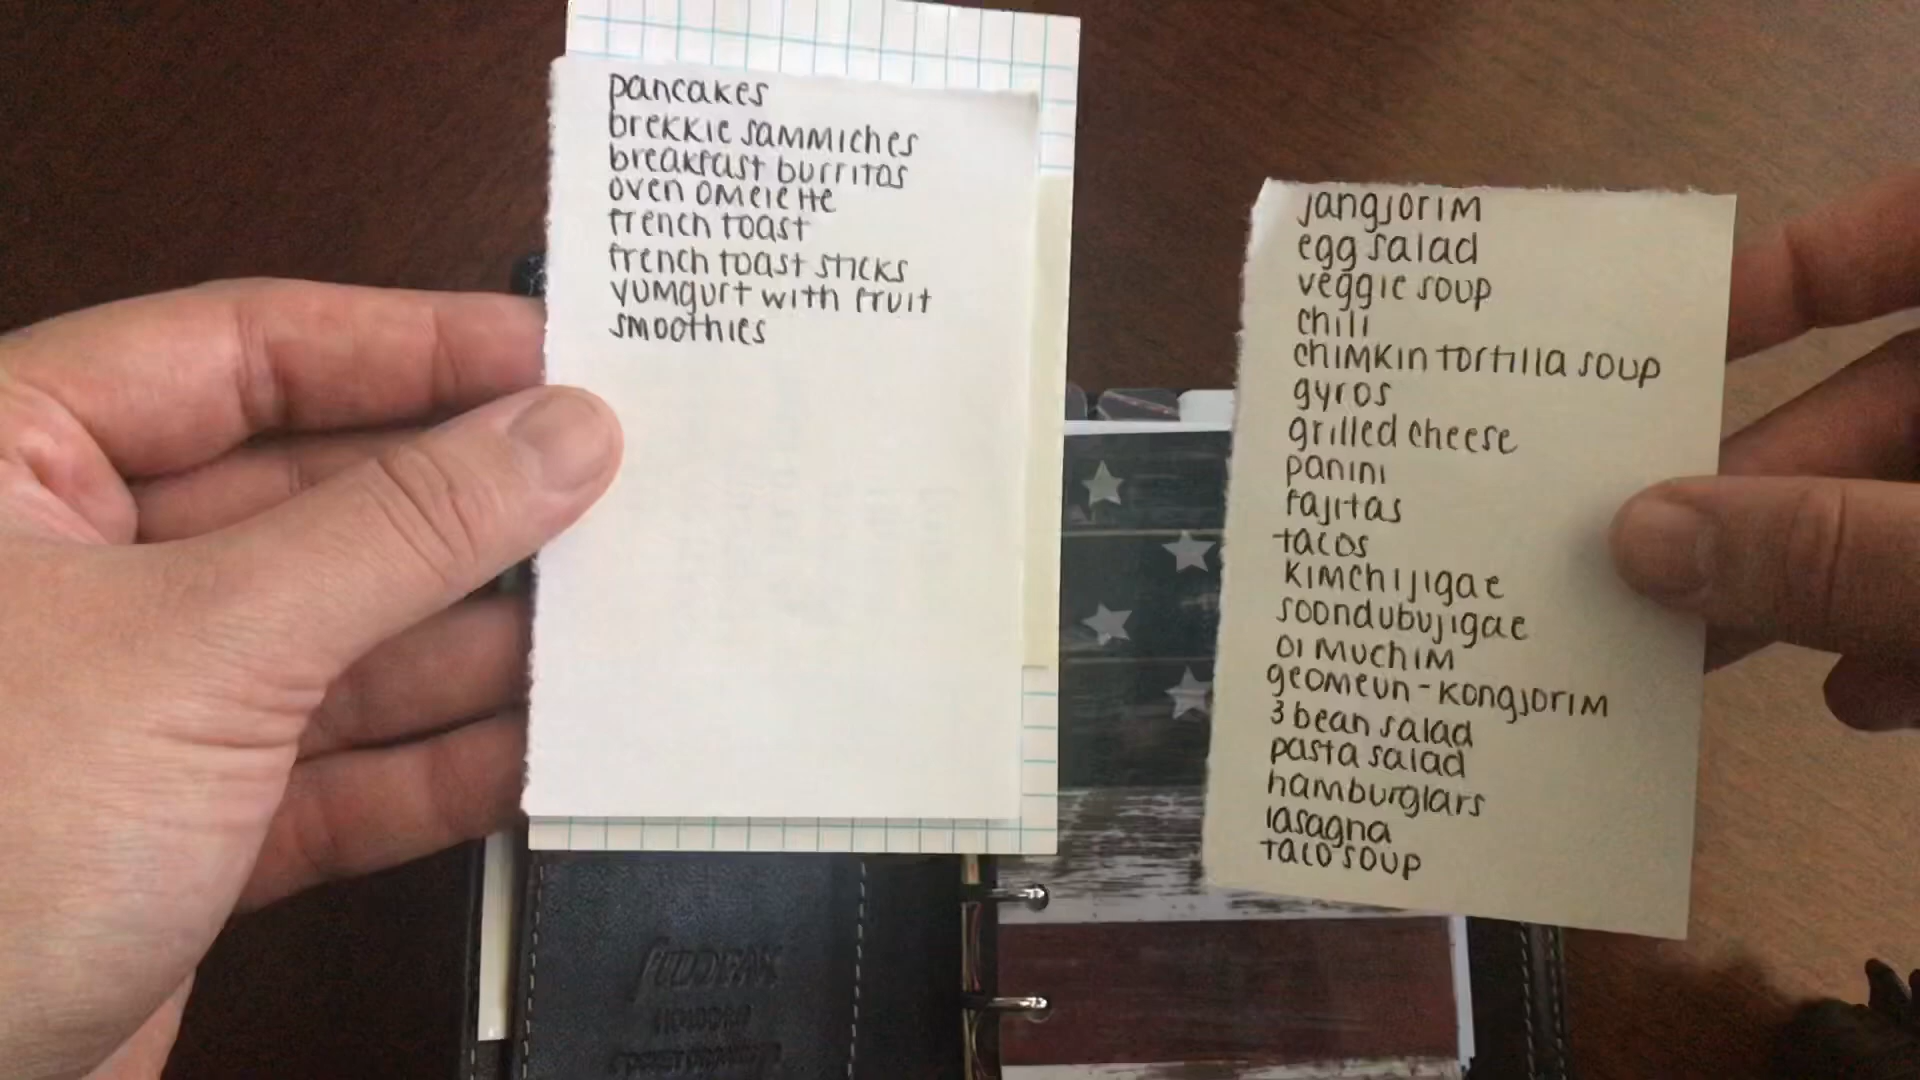 pancakes
brekkie sammiches
breakfast burritos
oven omelette
french toast
french toast sticks
yumgurt with fruit
smoothies
jangjorim
egg salad
veggie soup
chili
chimkin tortilla soup
gyros
grilled cheese
panini
fajitas
tacos
kimchijigae
soondubujigae
oi muchim
geomeun-kongjorim
3 bean salad
pasta salad
hamburglars
lasagna
taco soup
filofax